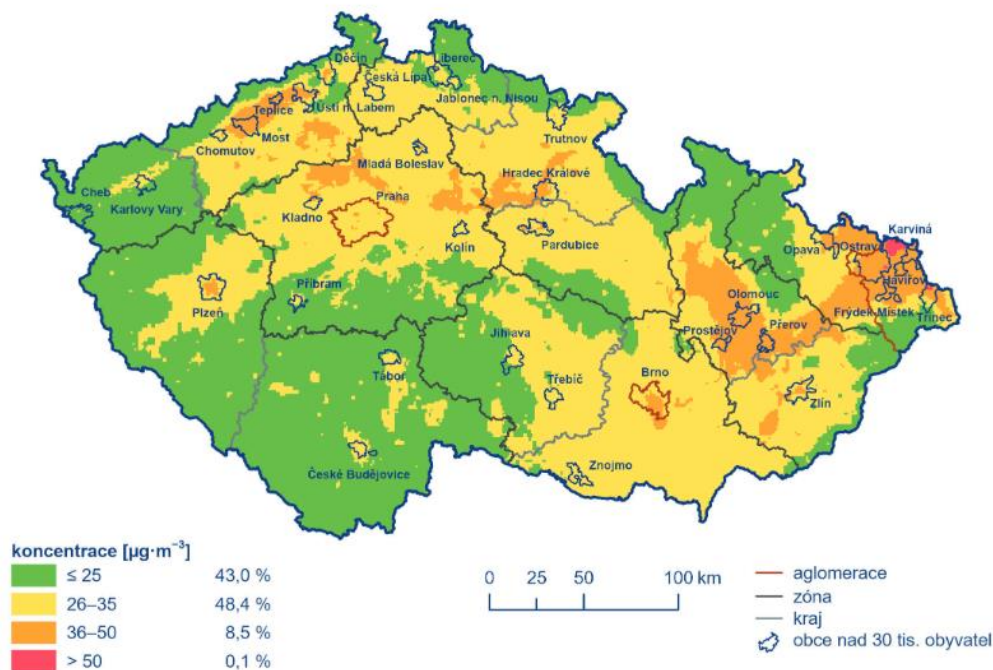 Děčín
Liberec
Česká Lípa
Jablonec n. Nisou
Teplice
Ústí n. Labem
Most
Chomutov
Trutnov
Mladá Boleslav
Hradec Králové
Cheb
Karlovy Vary
Praha
Kladno
Kolín
Pardubice
Karviná
Opava
Ostrava
Havířov
Plzeň
Příbram
Olomouc
Frýdek-Místek
Třinec
Prostějov
Přerov
Jihlava
Tábor
Třebíč
Brno
Zlín
České Budějovice
Znojmo
koncentrace [µg·m⁻³]
≤ 25 43,0 %
26–35 48,4 %
36–50 8,5 %
> 50 0,1 %
0 25 50 100 km
aglomerace
zóna
kraj
obce nad 30 tis. obyvatel